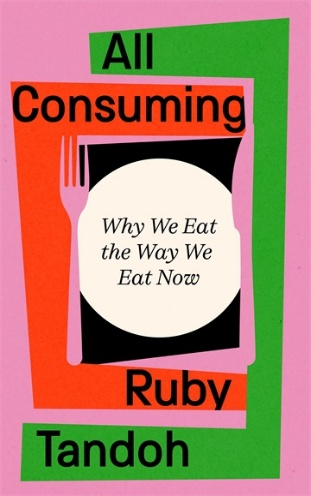 All
Consuming
Why We Eat
the Way We
Eat Now
Ruby
Tandoh